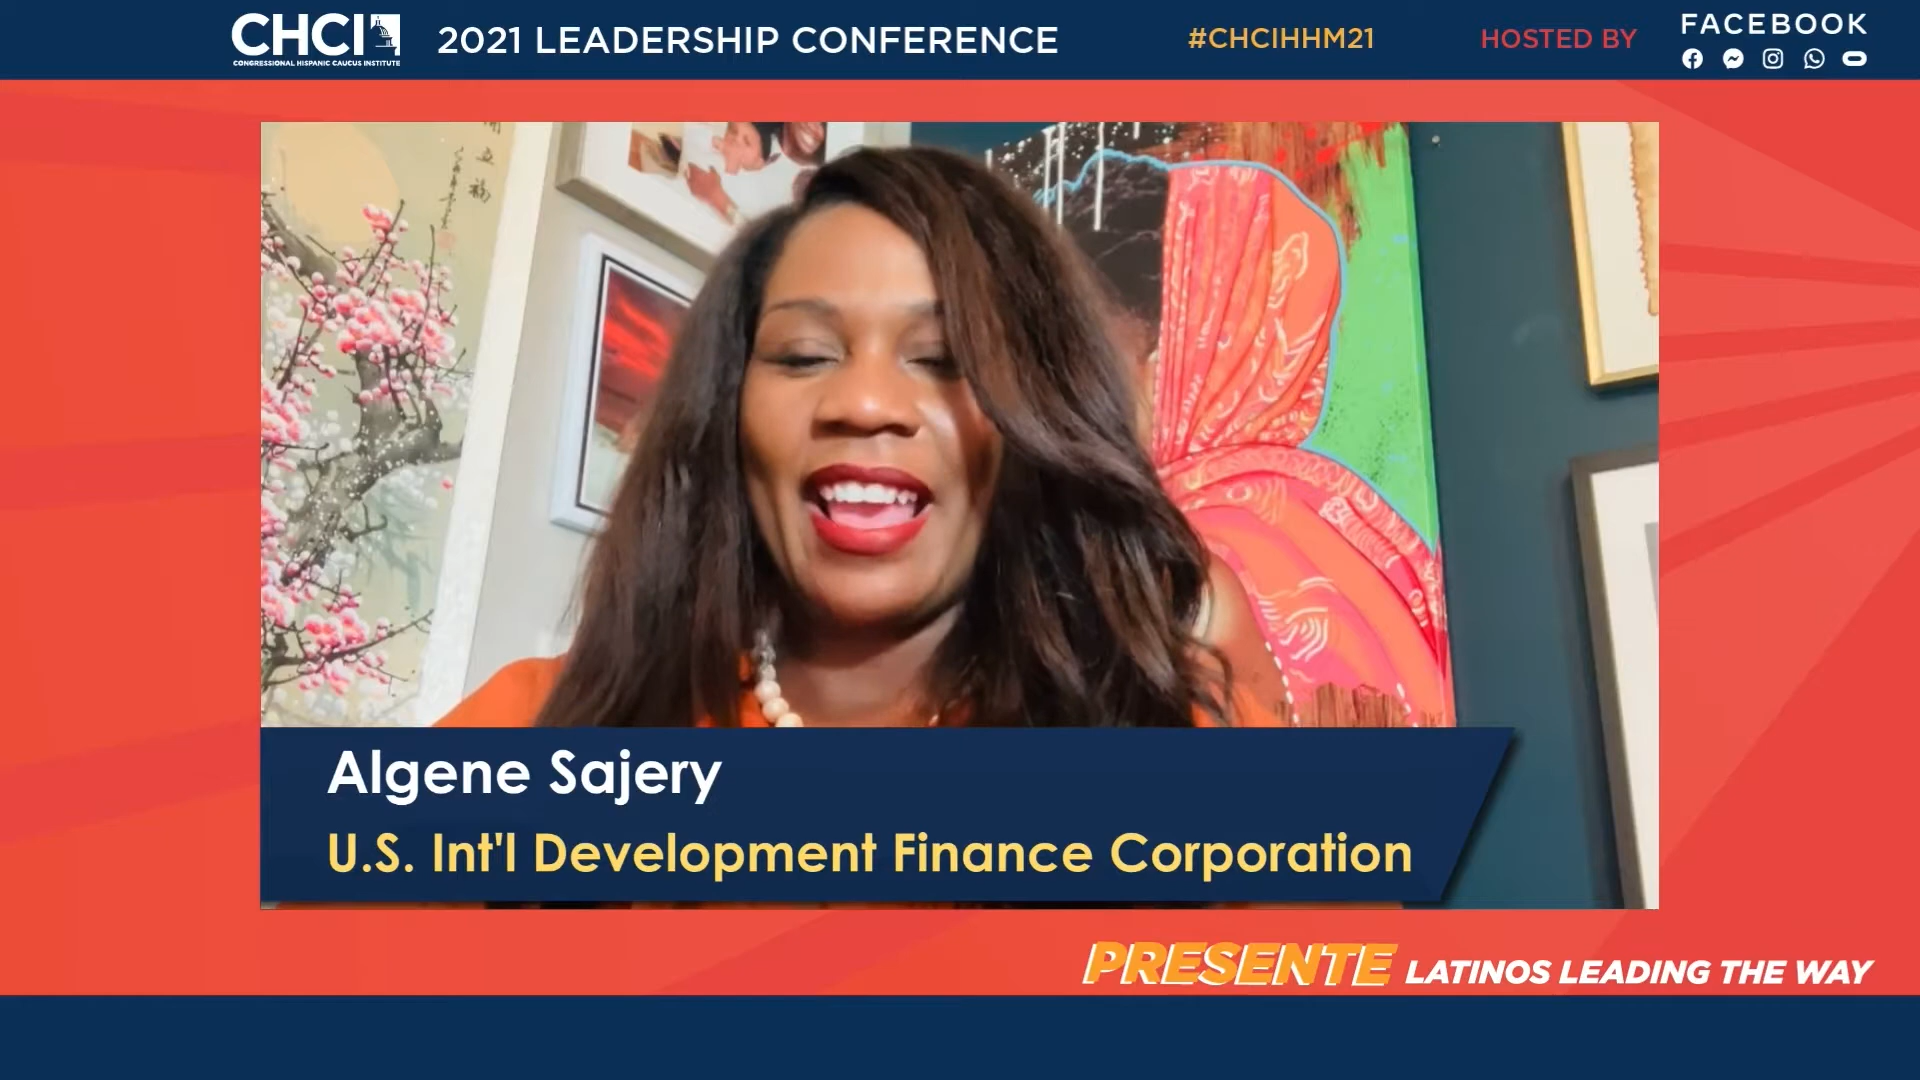 CHCI
CONGRESSIONAL HISPANIC CAUCUS INSTITUTE
2021 LEADERSHIP CONFERENCE
#CHCIHHM21
HOSTED BY
FACEBOOK
Algene Sajery
U.S. Int'l Development Finance Corporation
PRESENTE LATINOS LEADING THE WAY